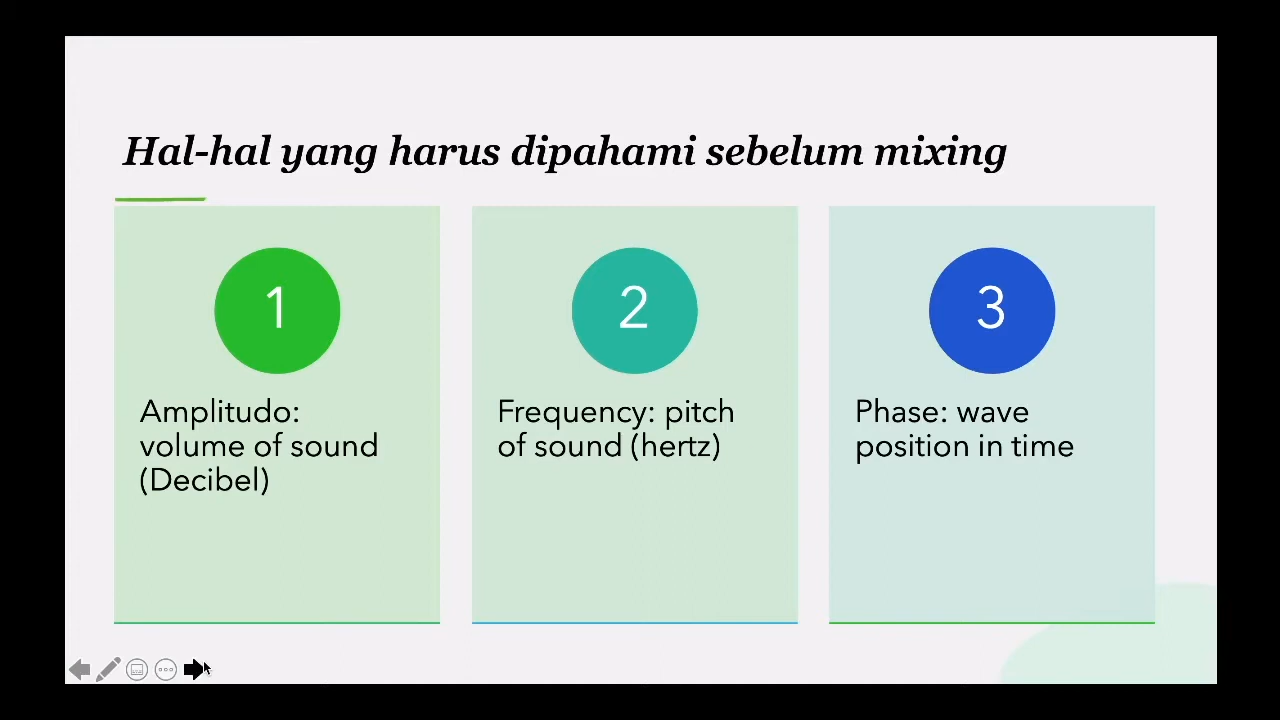 Hal-hal yang harus dipahami sebelum mixing
1
Amplitudo:
volume of sound
(Decibel)
2
Frequency: pitch
of sound (hertz)
3
Phase: wave
position in time